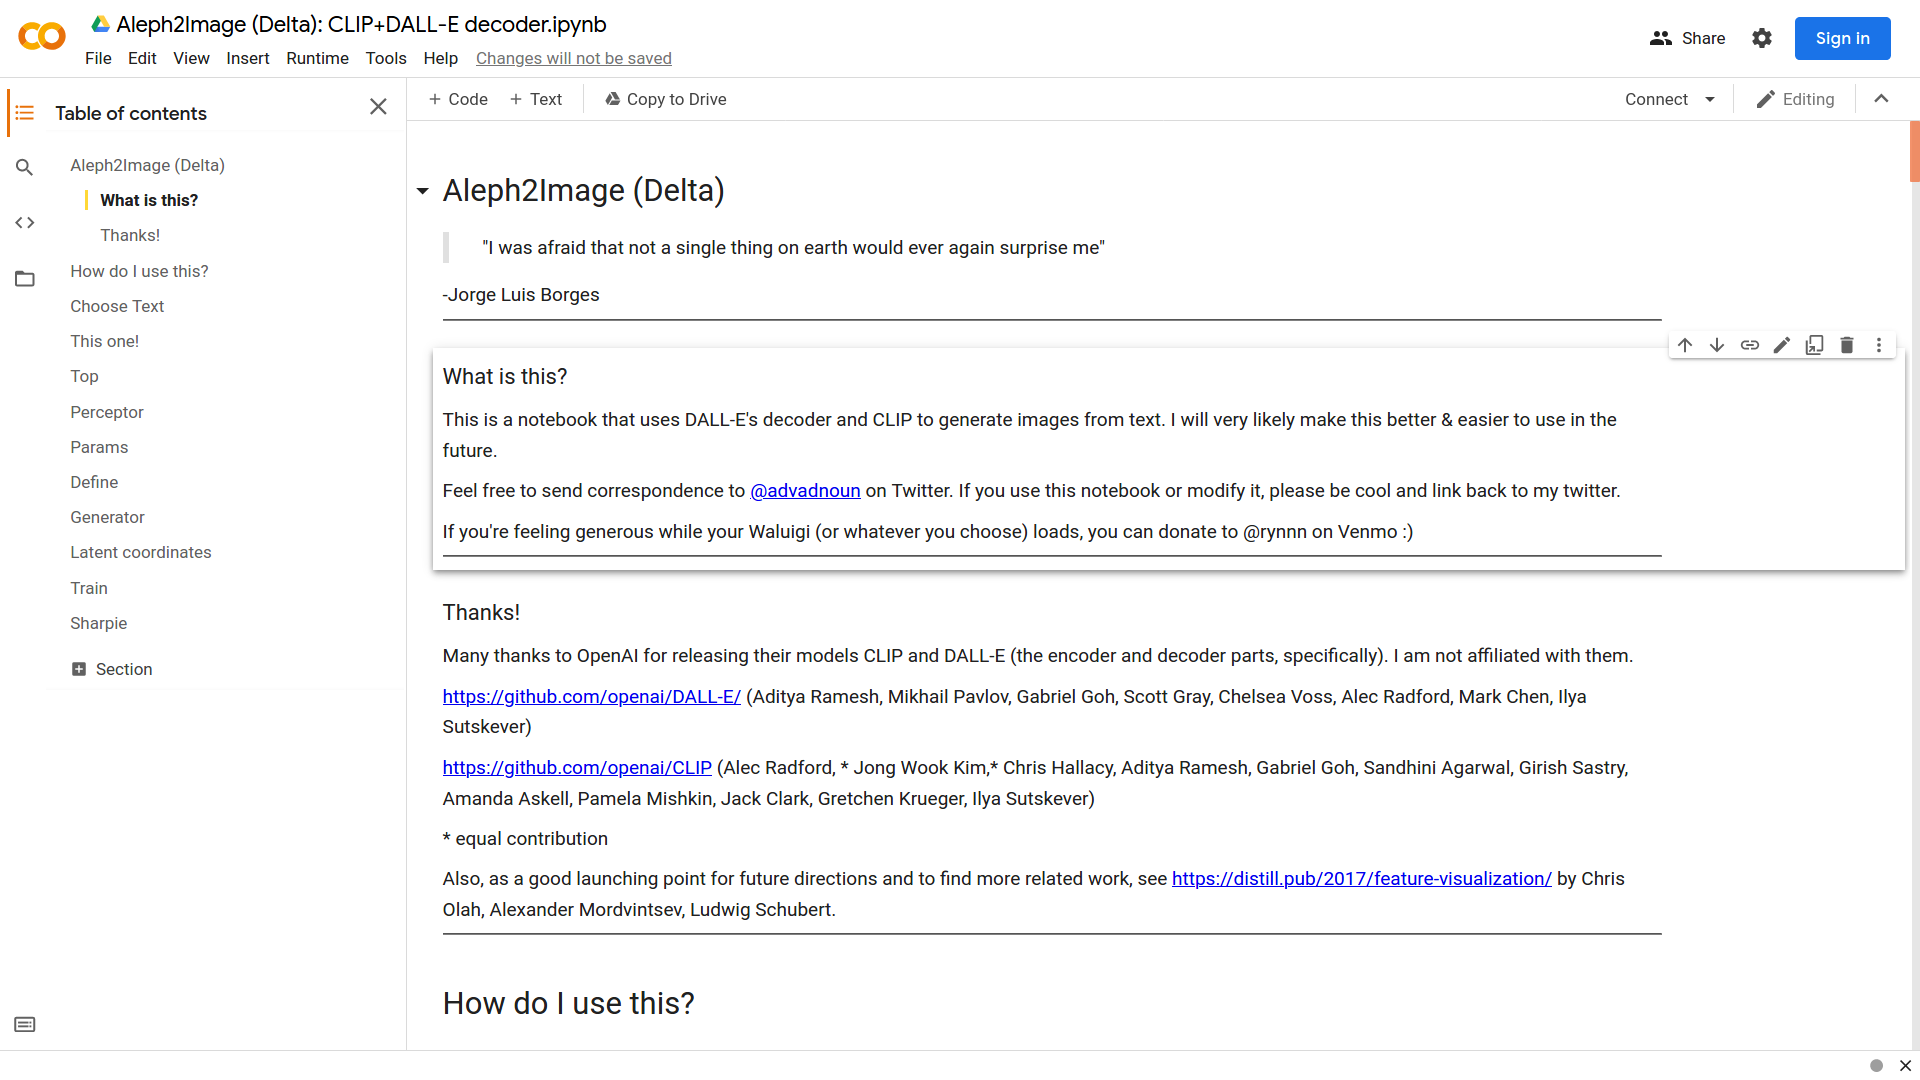 Aleph2Image (Delta): CLIP+DALL-E decoder.ipynb
File Edit View Insert Runtime Tools Help Changes will not be saved
Share
Sign in
Table of contents
+ Code + Text Copy to Drive
Connect Editing
Aleph2Image (Delta)
What is this?
Thanks!
How do I use this?
Choose Text
This one!
Top
Perceptor
Params
Define
Generator
Latent coordinates
Train
Sharpie
Section
Aleph2Image (Delta)
"I was afraid that not a single thing on earth would ever again surprise me"
-Jorge Luis Borges
What is this?
This is a notebook that uses DALL-E's decoder and CLIP to generate images from text. I will very likely make this better & easier to use in the
future.
Feel free to send correspondence to @advadnoun on Twitter. If you use this notebook or modify it, please be cool and link back to my twitter.
If you're feeling generous while your Waluigi (or whatever you choose) loads, you can donate to @rynnn on Venmo :)
Thanks!
Many thanks to OpenAI for releasing their models CLIP and DALL-E (the encoder and decoder parts, specifically). I am not affiliated with them.
https://github.com/openai/DALL-E/ (Aditya Ramesh, Mikhail Pavlov, Gabriel Goh, Scott Gray, Chelsea Voss, Alec Radford, Mark Chen, Ilya
Sutskever)
https://github.com/openai/CLIP (Alec Radford, * Jong Wook Kim,* Chris Hallacy, Aditya Ramesh, Gabriel Goh, Sandhini Agarwal, Girish Sastry,
Amanda Askell, Pamela Mishkin, Jack Clark, Gretchen Krueger, Ilya Sutskever)
* equal contribution
Also, as a good launching point for future directions and to find more related work, see https://distill.pub/2017/feature-visualization/ by Chris
Olah, Alexander Mordvintsev, Ludwig Schubert.
How do I use this?